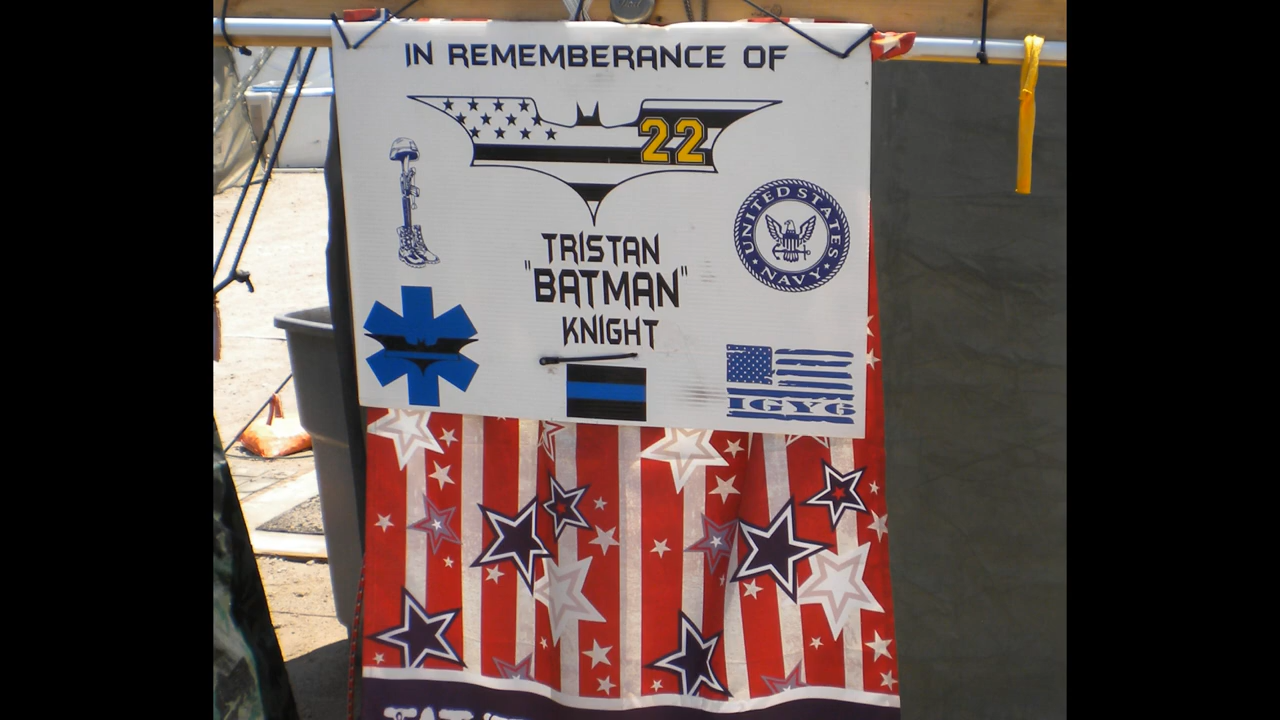 IN REMEMBERANCE OF
22
TRISTAN
"BATMAN"
KNIGHT
UNITED STATES
NAVY
IGY6